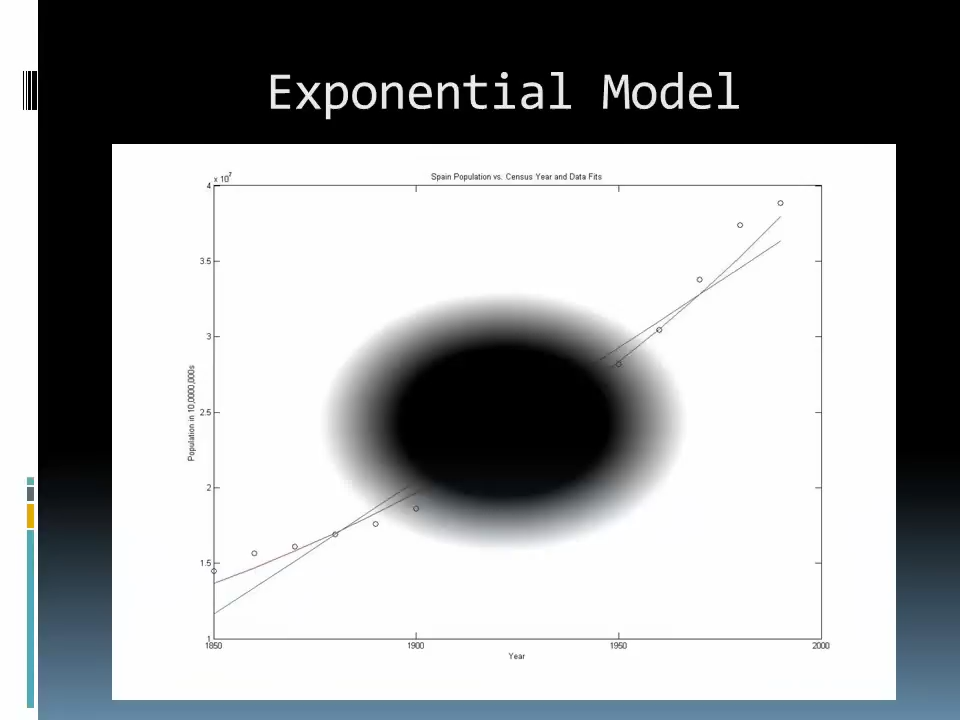 Exponential Model
x 10^7
Spain Population vs. Census Year and Data Fits
4
3.5
3
2.5
2
1.5
1
Population in 10,0000,000s
1850
1900
1950
2000
Year